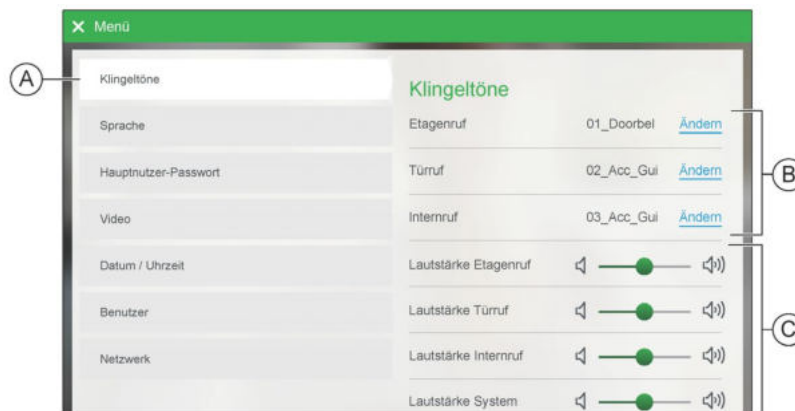 Menü
A
Klingeltöne
Sprache
Hauptnutzer-Passwort
Video
Datum / Uhrzeit
Benutzer
Netzwerk
Klingeltöne
Etagenruf 01_Doorbel Ändern
Türruf 02_Acc_Gui Ändern
Internruf 03_Acc_Gui Ändern
B
Lautstärke Etagenruf
Lautstärke Türruf
Lautstärke Internruf
Lautstärke System
C